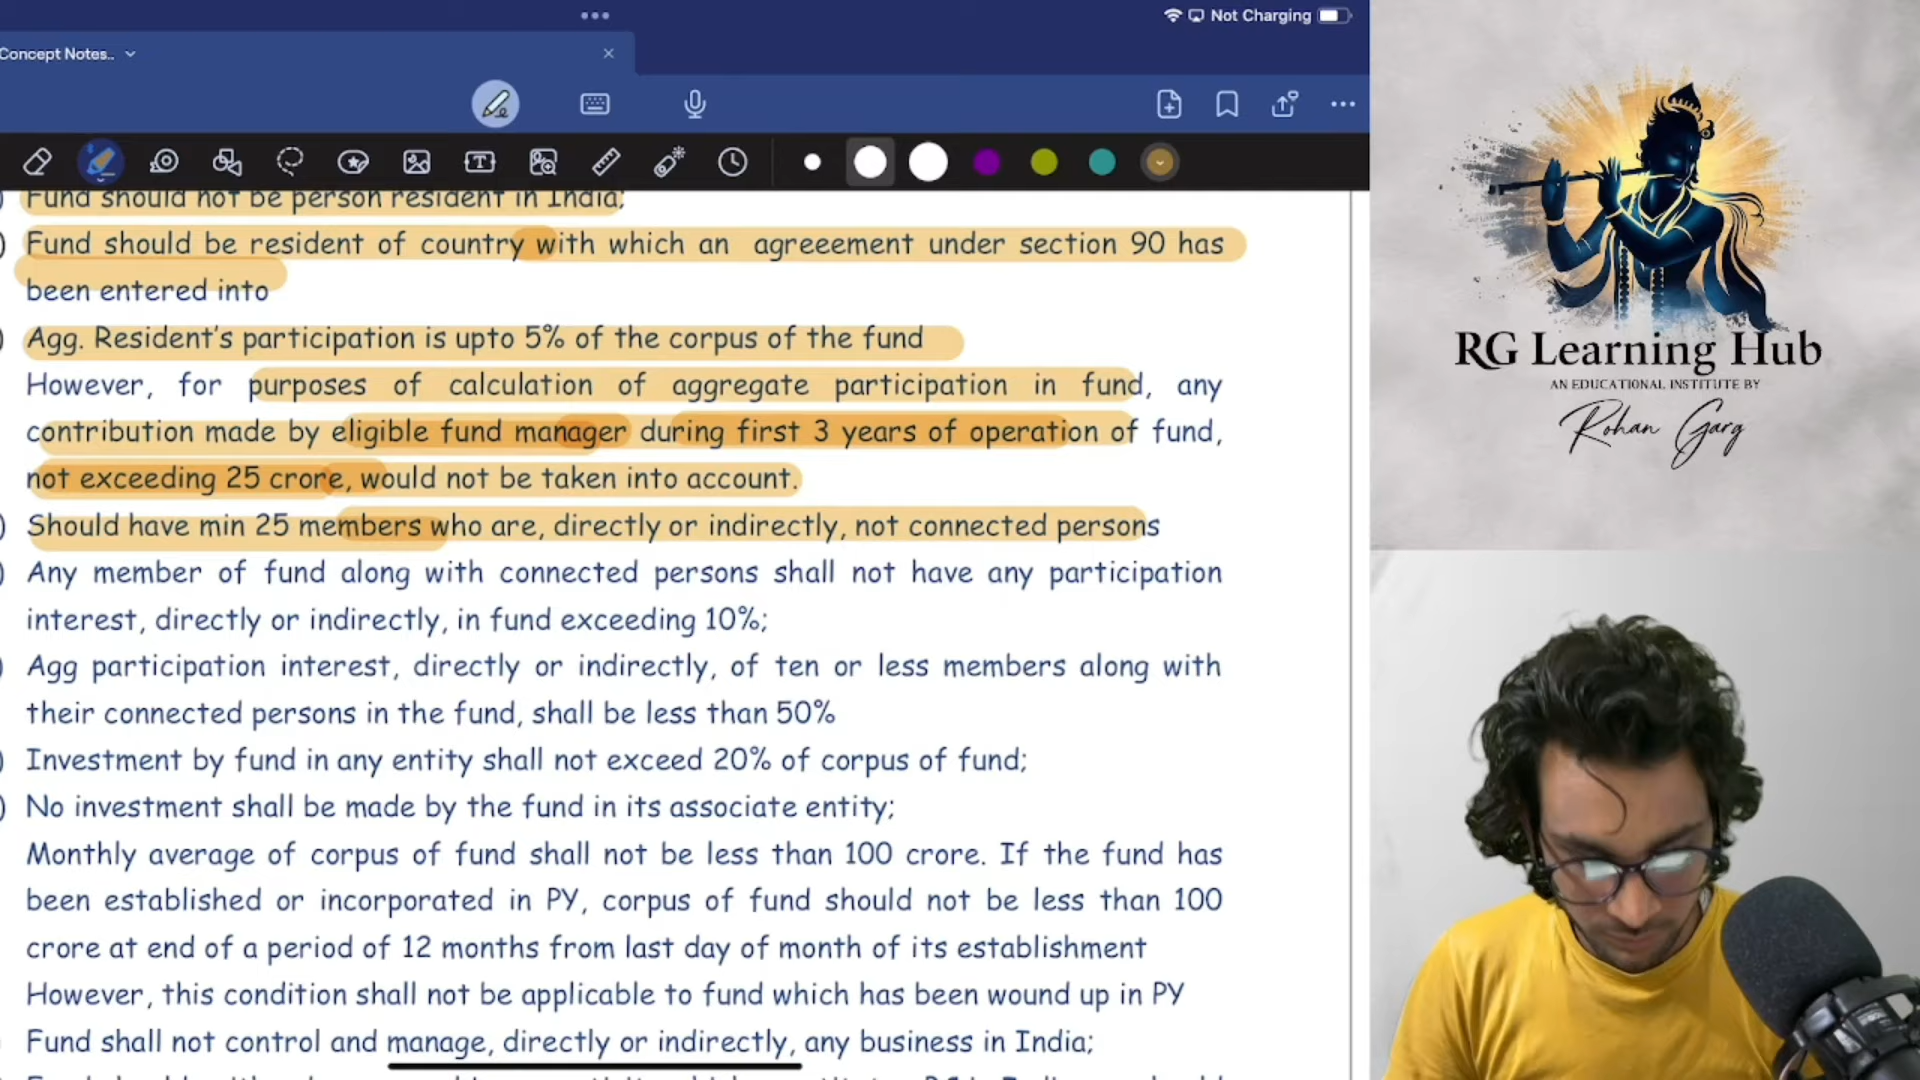 Not Charging
Concept Notes..
Fund should not be person resident in India;
Fund should be resident of country with which an agreeement under section 90 has
been entered into
Agg. Resident's participation is upto 5% of the corpus of the fund
However, for purposes of calculation of aggregate participation in fund, any
contribution made by eligible fund manager during first 3 years of operation of fund,
not exceeding 25 crore, would not be taken into account.
Should have min 25 members who are, directly or indirectly, not connected persons
Any member of fund along with connected persons shall not have any participation
interest, directly or indirectly, in fund exceeding 10%;
Agg participation interest, directly or indirectly, of ten or less members along with
their connected persons in the fund, shall be less than 50%
Investment by fund in any entity shall not exceed 20% of corpus of fund;
No investment shall be made by the fund in its associate entity;
Monthly average of corpus of fund shall not be less than 100 crore. If the fund has
been established or incorporated in PY, corpus of fund should not be less than 100
crore at end of a period of 12 months from last day of month of its establishment
However, this condition shall not be applicable to fund which has been wound up in PY
Fund shall not control and manage, directly or indirectly, any business in India;
RG Learning Hub
AN EDUCATIONAL INSTITUTE BY
Rohan Garg